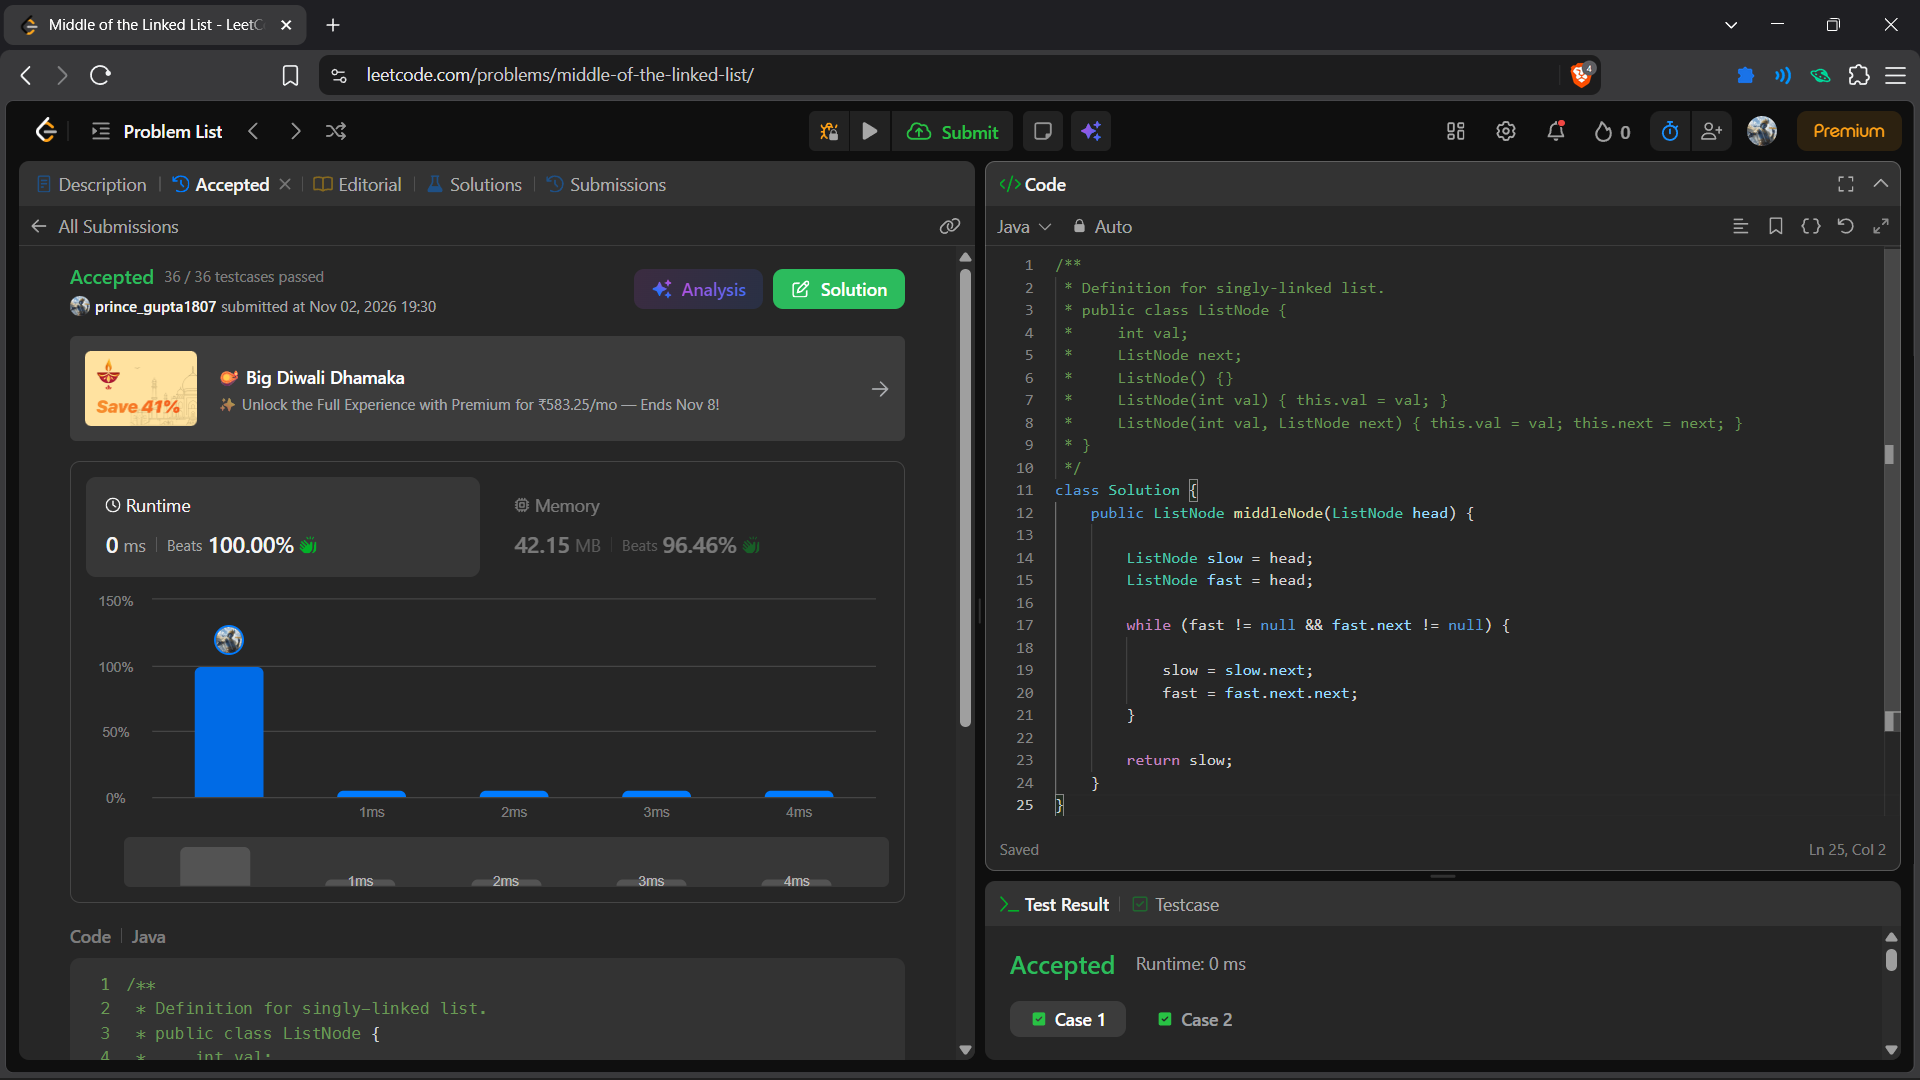 Middle of the Linked List - LeetC
leetcode.com/problems/middle-of-the-linked-list/
4
Problem List
Submit
0
Premium
Description
Accepted
Editorial
Solutions
Submissions
All Submissions
Accepted 36 / 36 testcases passed
prince_gupta1807 submitted at Nov 02, 2026 19:30
Analysis
Solution
Save 41%
Big Diwali Dhamaka
Unlock the Full Experience with Premium for ₹583.25/mo — Ends Nov 8!
Runtime
0 ms Beats 100.00%
Memory
42.15 MB Beats 96.46%
150%
100%
50%
0%
1ms 2ms 3ms 4ms
1ms 2ms 3ms 4ms
Code Java
1 /**
2 * Definition for singly-linked list.
3 * public class ListNode {
4 * int val;
</> Code
Java Auto
1 /**
2 * Definition for singly-linked list.
3 * public class ListNode {
4 * int val;
5 * ListNode next;
6 * ListNode() {}
7 * ListNode(int val) { this.val = val; }
8 * ListNode(int val, ListNode next) { this.val = val; this.next = next; }
9 * }
10 */
11 class Solution {
12 public ListNode middleNode(ListNode head) {
13
14 ListNode slow = head;
15 ListNode fast = head;
16
17 while (fast != null && fast.next != null) {
18
19 slow = slow.next;
20 fast = fast.next.next;
21 }
22
23 return slow;
24 }
25 }
Saved
Ln 25, Col 2
Test Result
Testcase
Accepted Runtime: 0 ms
Case 1
Case 2